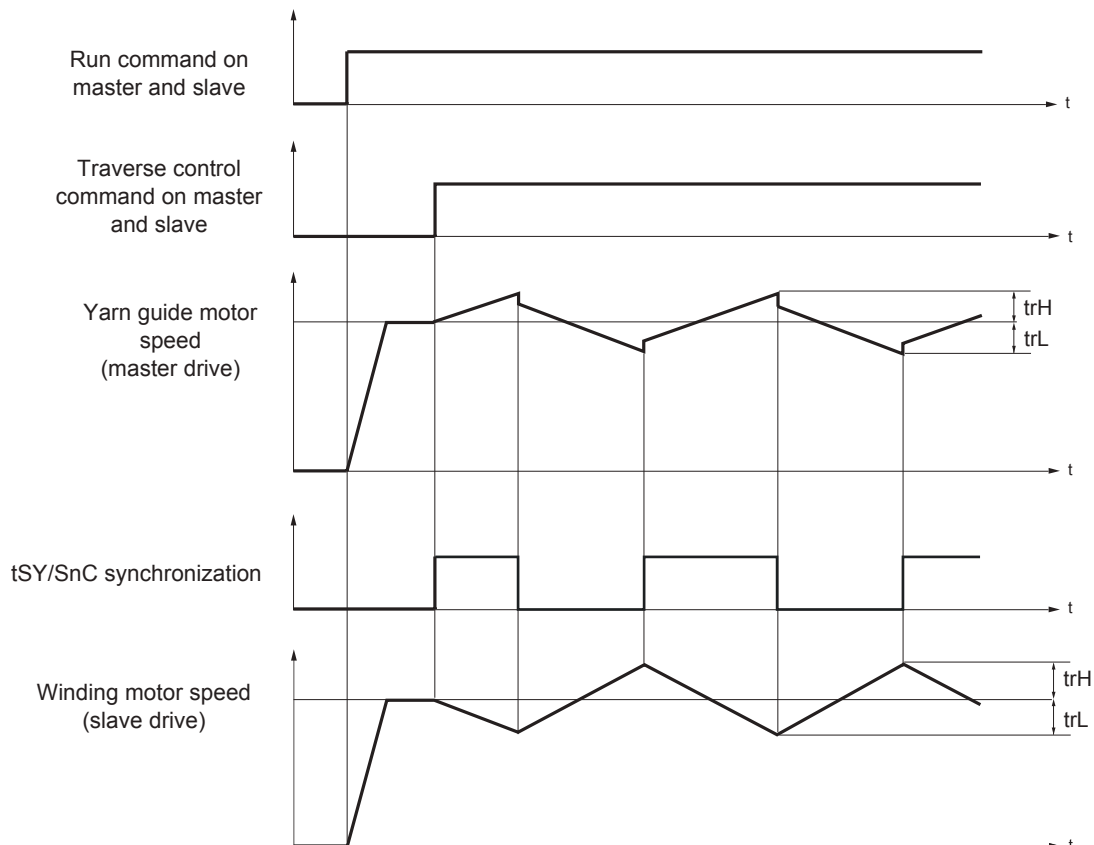 Run command on
master and slave
t
Traverse control
command on master
and slave
t
Yarn guide motor
speed
(master drive)
trH
trL
t
tSY/SnC synchronization
t
Winding motor speed
(slave drive)
trH
trL
t